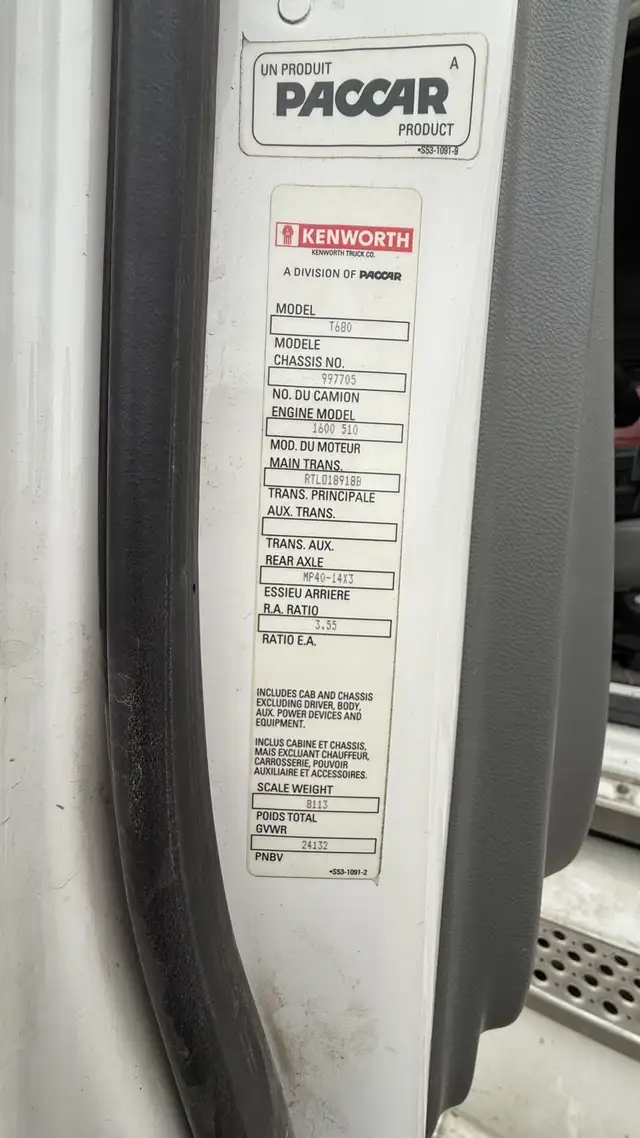 UN PRODUIT A
PACCAR
PRODUCT
•S53-1091-9
KENWORTH
KENWORTH TRUCK CO.
A DIVISION OF PACCAR
MODEL
T680
MODELE
CHASSIS NO.
997705
NO. DU CAMION
ENGINE MODEL
1600 510
MOD. DU MOTEUR
MAIN TRANS.
RTLO18918B
TRANS. PRINCIPALE
AUX. TRANS.
TRANS. AUX.
REAR AXLE
MP40-14X3
ESSIEU ARRIERE
R.A. RATIO
3.55
RATIO E.A.
INCLUDES CAB AND CHASSIS
EXCLUDING DRIVER, BODY,
AUX. POWER DEVICES AND
EQUIPMENT.
INCLUS CABINE ET CHASSIS,
MAIS EXCLUANT CHAUFFEUR,
CARROSSERIE, POUVOIR
AUXILIAIRE ET ACCESSOIRES.
SCALE WEIGHT
8113
POIDS TOTAL
GVWR
24132
PNBV
•S53-1091-2